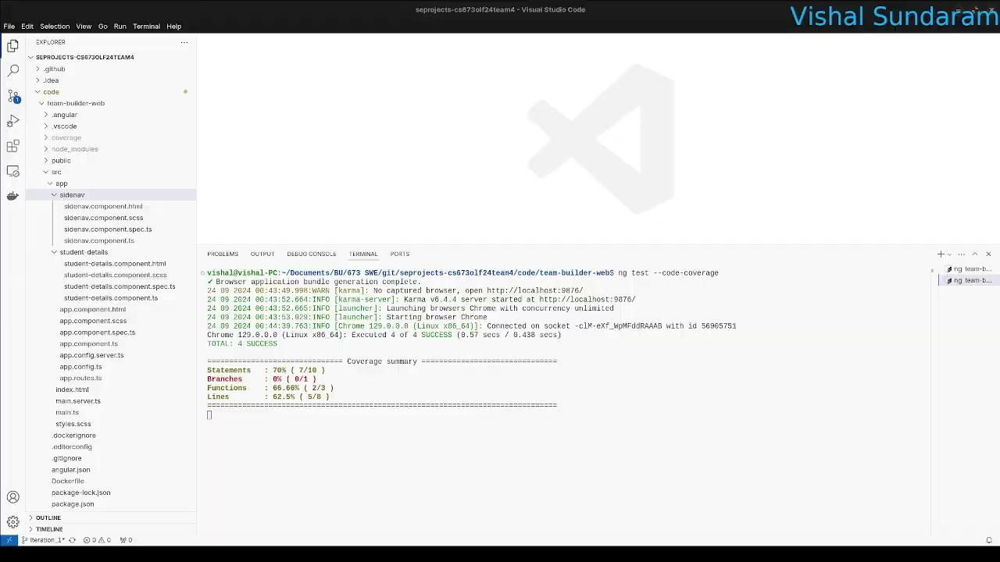 seprojects-cs673olf24team4 - Visual Studio Code
Vishal Sundaram
File Edit Selection View Go Run Terminal Help
EXPLORER
SEPROJECTS-CS673OLF24TEAM4
.github
.idea
code
team-builder-web
.angular
.vscode
coverage
node_modules
public
src
app
sidenav
sidenav.component.html
sidenav.component.scss
sidenav.component.spec.ts
sidenav.component.ts
student-details
student-details.component.html
student-details.component.scss
student-details.component.spec.ts
student-details.component.ts
app.component.html
app.component.scss
app.component.spec.ts
app.component.ts
app.config.server.ts
app.config.ts
app.routes.ts
index.html
main.server.ts
main.ts
styles.scss
.dockerignore
.editorconfig
.gitignore
angular.json
Dockerfile
package-lock.json
package.json
OUTLINE
TIMELINE
PROBLEMS OUTPUT DEBUG CONSOLE TERMINAL PORTS
vishal@vishal-PC:~/Documents/BU/673 SWE/git/seprojects-cs673olf24team4/code/team-builder-web$ ng test --code-coverage
✔ Browser application bundle generation complete.
24 09 2024 00:43:49.998:WARN [karma]: No captured browser, open http://localhost:9876/
24 09 2024 00:43:52.664:INFO [karma-server]: Karma v6.4.4 server started at http://localhost:9876/
24 09 2024 00:43:52.665:INFO [launcher]: Launching browsers Chrome with concurrency unlimited
24 09 2024 00:43:53.029:INFO [launcher]: Starting browser Chrome
24 09 2024 00:44:39.763:INFO [Chrome 129.0.0.0 (Linux x86_64)]: Connected on socket -clM-eXf_WpMFddRAAAB with id 56905751
Chrome 129.0.0.0 (Linux x86_64): Executed 4 of 4 SUCCESS (0.57 secs / 0.438 secs)
TOTAL: 4 SUCCESS
=============================== Coverage summary ===============================
Statements : 70% ( 7/10 )
Branches : 0% ( 0/1 )
Functions : 66.66% ( 2/3 )
Lines : 62.5% ( 5/8 )
================================================================================
ng team-b...
ng team-b...
1
Iteration_1* 0 0 0